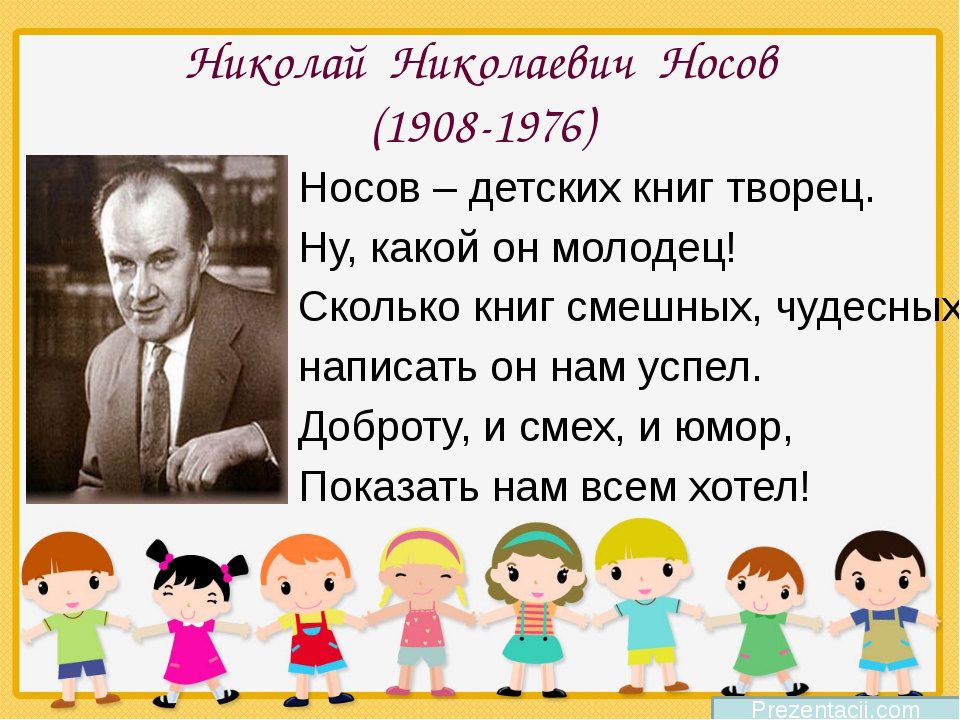 Николай Николаевич Носов
(1908-1976)
Носов – детских книг творец.
Ну, какой он молодец!
Сколько книг смешных, чудесных
написать он нам успел.
Доброту, и смех, и юмор,
Показать нам всем хотел!
Prezentacii.com